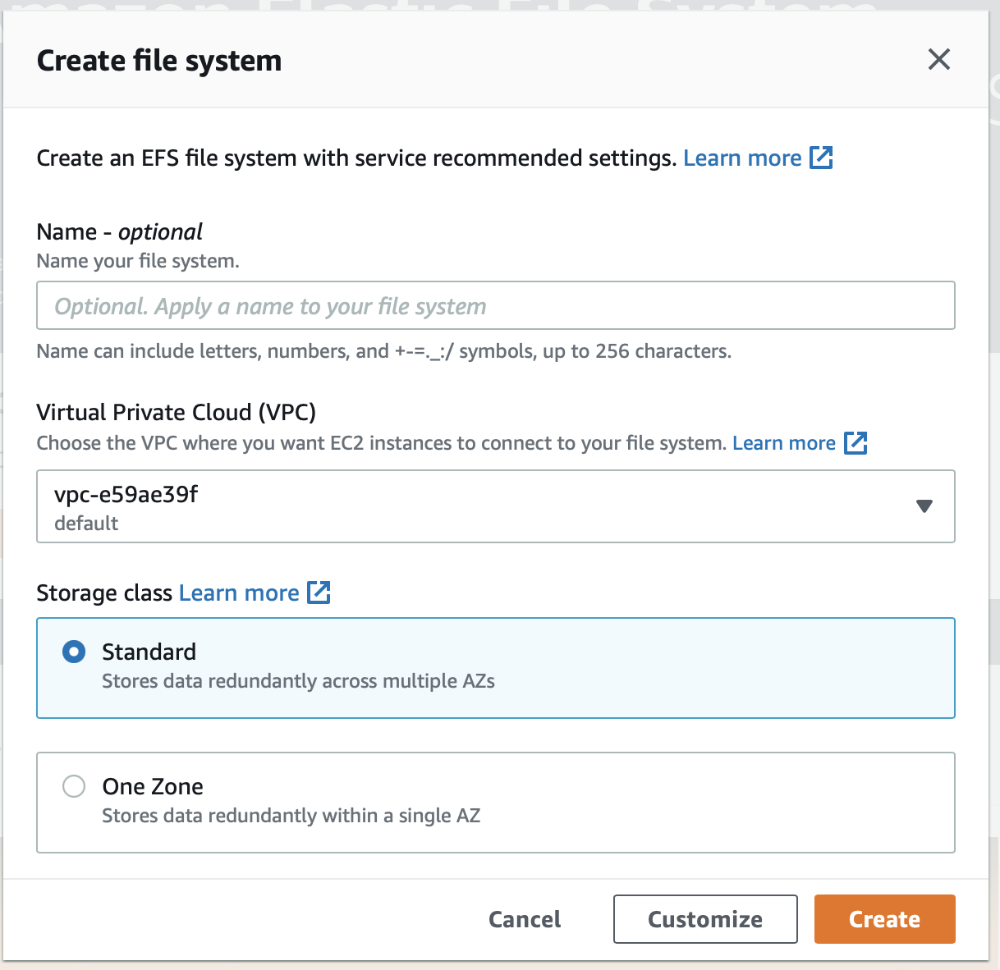 Amazon Elastic File System
Create file system
Create an EFS file system with service recommended settings. Learn more
Name - optional
Name your file system.
Optional. Apply a name to your file system
Name can include letters, numbers, and +-=._:/ symbols, up to 256 characters.
Virtual Private Cloud (VPC)
Choose the VPC where you want EC2 instances to connect to your file system. Learn more
vpc-e59ae39f
default
Storage class Learn more
Standard
Stores data redundantly across multiple AZs
One Zone
Stores data redundantly within a single AZ
Cancel
Customize
Create